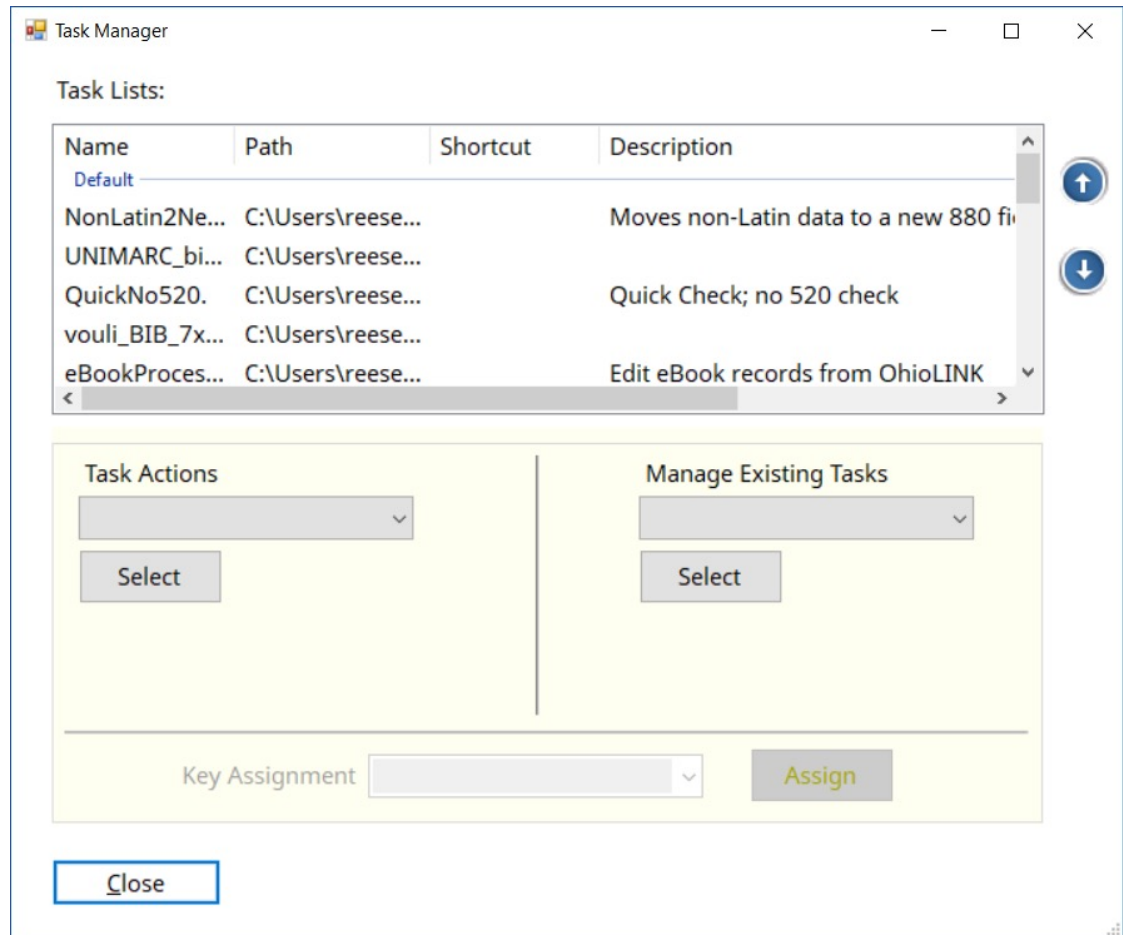 Task Manager
Task Lists:
Name Path Shortcut Description
Default
NonLatin2Ne... C:\Users\reese... Moves non-Latin data to a new 880
UNIMARC_bi... C:\Users\reese...
QuickNo520. C:\Users\reese... Quick Check; no 520 check
vouli_BIB_7x... C:\Users\reese...
eBookProces... C:\Users\reese... Edit eBook records from OhioLINK
Task Actions Manage Existing Tasks
Select Select
Key Assignment Assign
Close